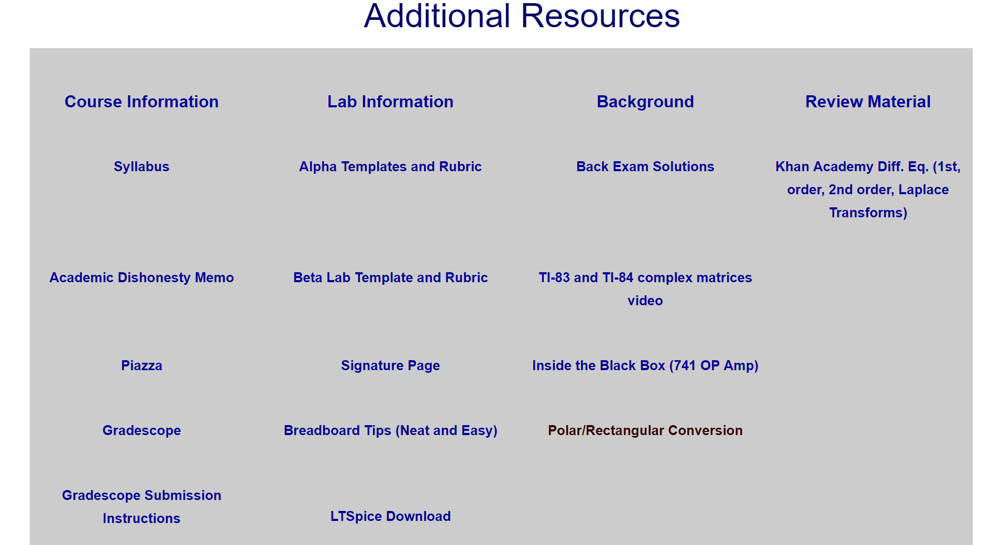 Additional Resources
Course Information
Lab Information
Background
Review Material
Syllabus
Alpha Templates and Rubric
Back Exam Solutions
Khan Academy Diff. Eq. (1st,
order, 2nd order, Laplace
Transforms)
Academic Dishonesty Memo
Beta Lab Template and Rubric
TI-83 and TI-84 complex matrices
video
Piazza
Signature Page
Inside the Black Box (741 OP Amp)
Gradescope
Breadboard Tips (Neat and Easy)
Polar/Rectangular Conversion
Gradescope Submission
Instructions
LTSpice Download